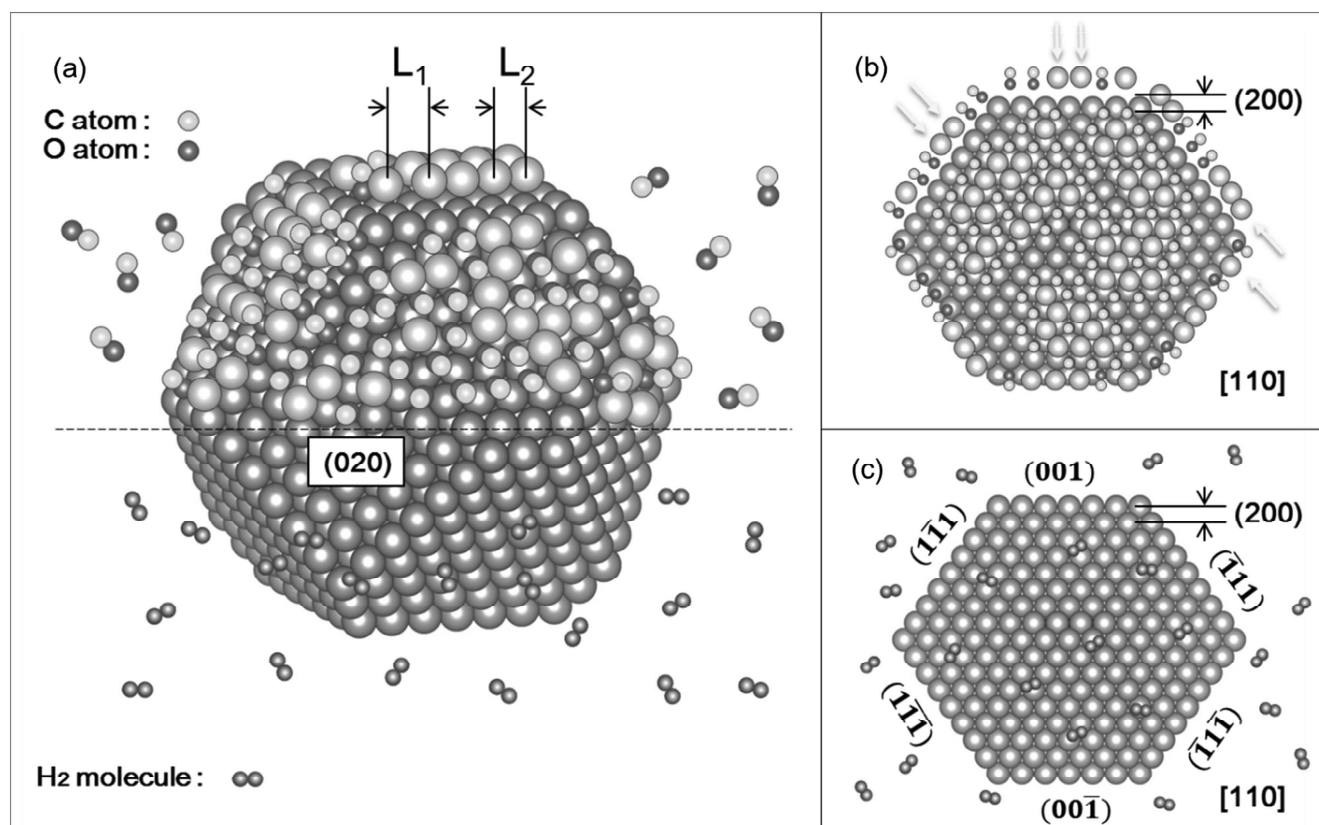 (a)
L₁
L₂
C atom :
O atom :
(020)
H₂ molecule :
(b)
(200)
[110]
(c)
(001)
(200)
(11̄1)
(1̄11)
(11̄1̄)
(1̄11̄)
(001̄)
[110]